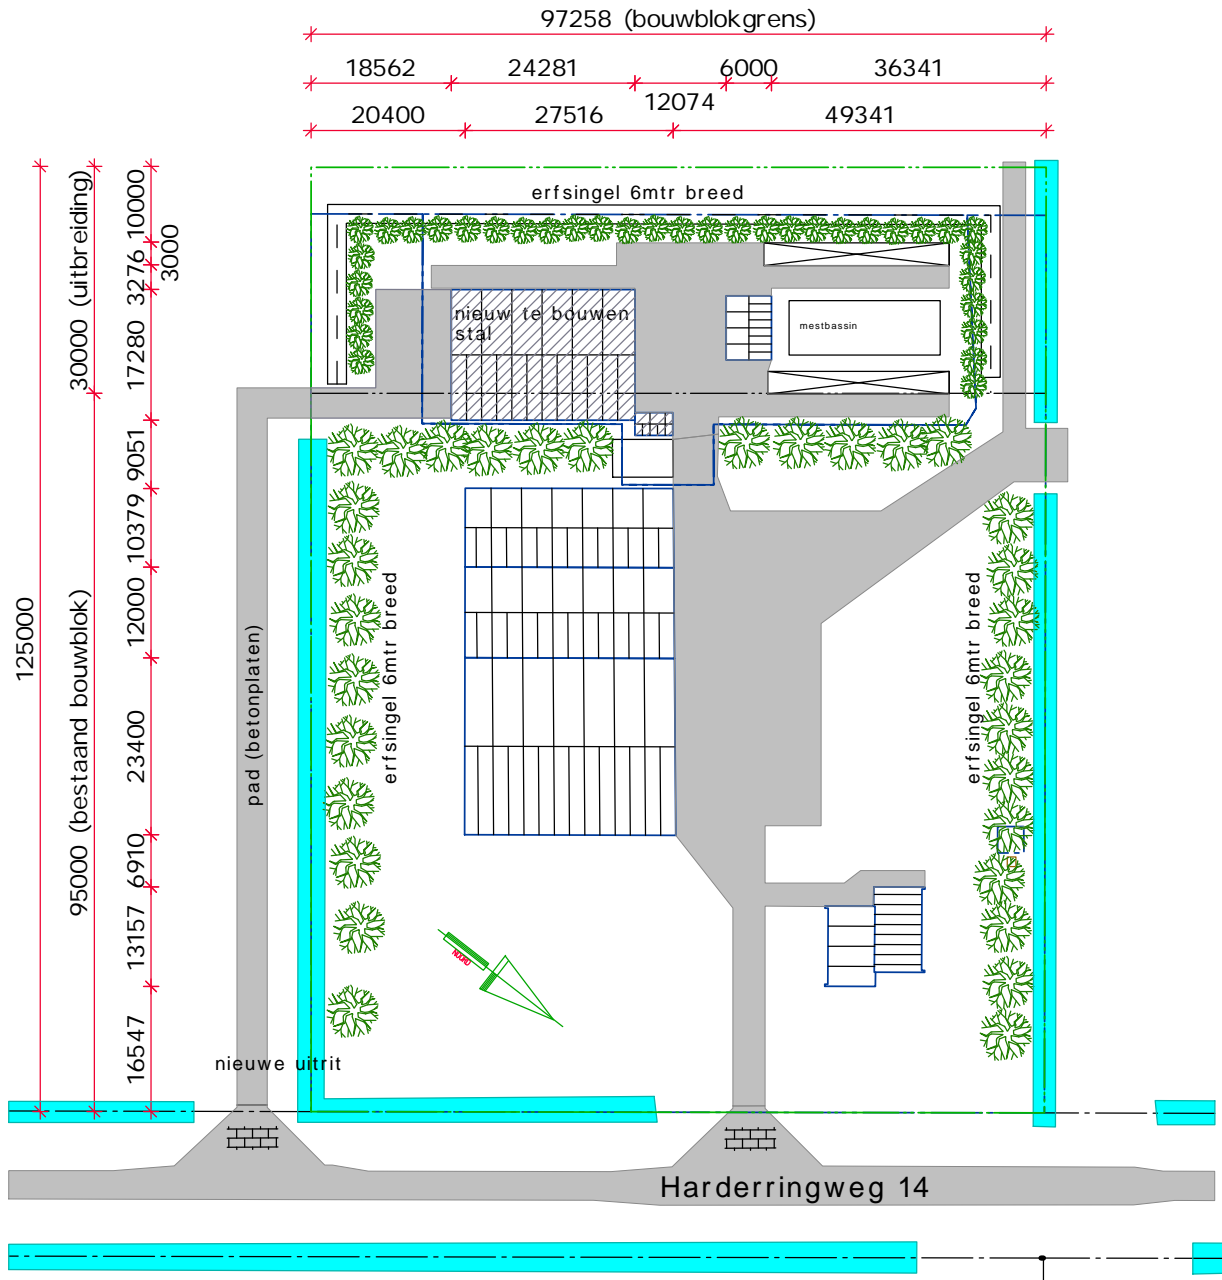 97258 (bouwblokgrens)
18562
24281
6000
36341
12074
20400
27516
49341
125000
30000 (uitbreiding)
95000 (bestand bouwblok)
10000
3000
3276
17280
9051
10379
12000
23400
6910
13157
16547
erfsingel 6mtr breed
nieuw te bouwen
stal
mestbassin
erfsingel 6mtr breed
erfsingel 6mtr breed
pad (betonplaten)
NOORD
nieuwe uitrit
Harderringweg 14